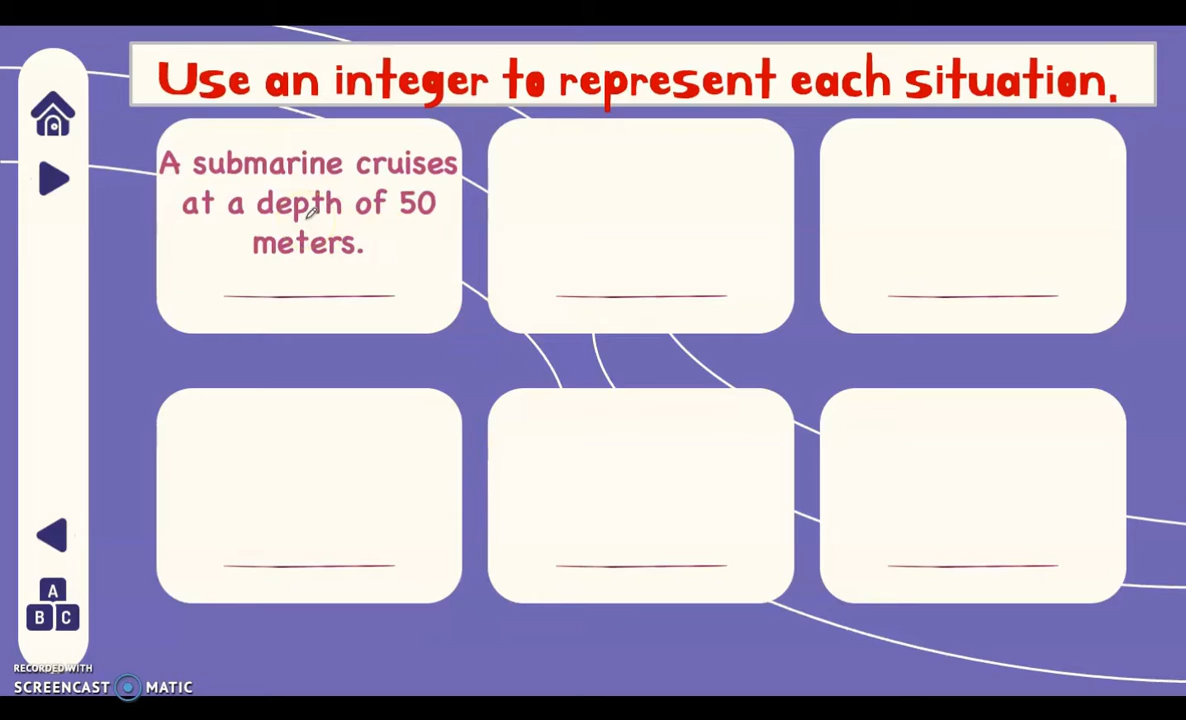 Use an integer to represent each situation.
A submarine cruises
at a depth of 50
meters.
A
B C
RECORDED WITH
SCREENCAST MATIC